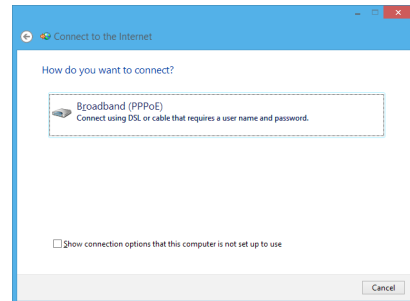 Connect to the Internet
How do you want to connect?
Broadband (PPPoE)
Connect using DSL or cable that requires a user name and password.
Show connection options that this computer is not set up to use
Cancel